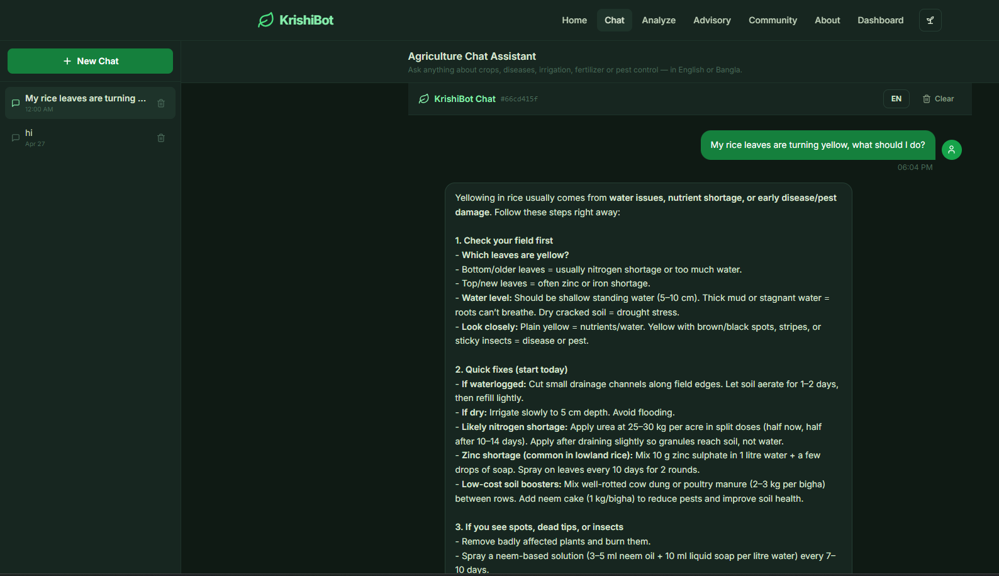 KrishiBot
Home
Chat
Analyze
Advisory
Community
About
Dashboard
+ New Chat
My rice leaves are turning ...
12:00 AM
hi
Apr 27
Agriculture Chat Assistant
Ask anything about crops, diseases, irrigation, fertilizer or pest control — in English or Bangla.
KrishiBot Chat #66cd415f
EN
Clear
My rice leaves are turning yellow, what should I do?
06:04 PM
Yellowing in rice usually comes from water issues, nutrient shortage, or early disease/pest
damage. Follow these steps right away:
1. Check your field first
- Which leaves are yellow?
- Bottom/older leaves = usually nitrogen shortage or too much water.
- Top/new leaves = often zinc or iron shortage.
- Water level: Should be shallow standing water (5–10 cm). Thick mud or stagnant water =
roots can’t breathe. Dry cracked soil = drought stress.
- Look closely: Plain yellow = nutrients/water. Yellow with brown/black spots, stripes, or
sticky insects = disease or pest.
2. Quick fixes (start today)
- If waterlogged: Cut small drainage channels along field edges. Let soil aerate for 1–2 days,
then refill lightly.
- If dry: Irrigate slowly to 5 cm depth. Avoid flooding.
- Likely nitrogen shortage: Apply urea at 25–30 kg per acre in split doses (half now, half
after 10–14 days). Apply after draining slightly so granules reach soil, not water.
- Zinc shortage (common in lowland rice): Mix 10 g zinc sulphate in 1 litre water + a few
drops of soap. Spray on leaves every 10 days for 2 rounds.
- Low-cost soil boosters: Mix well-rotted cow dung or poultry manure (2–3 kg per bigha)
between rows. Add neem cake (1 kg/bigha) to reduce pests and improve soil health.
3. If you see spots, dead tips, or insects
- Remove badly affected plants and burn them.
- Spray a neem-based solution (3–5 ml neem oil + 10 ml liquid soap per litre water) every 7–
10 days.